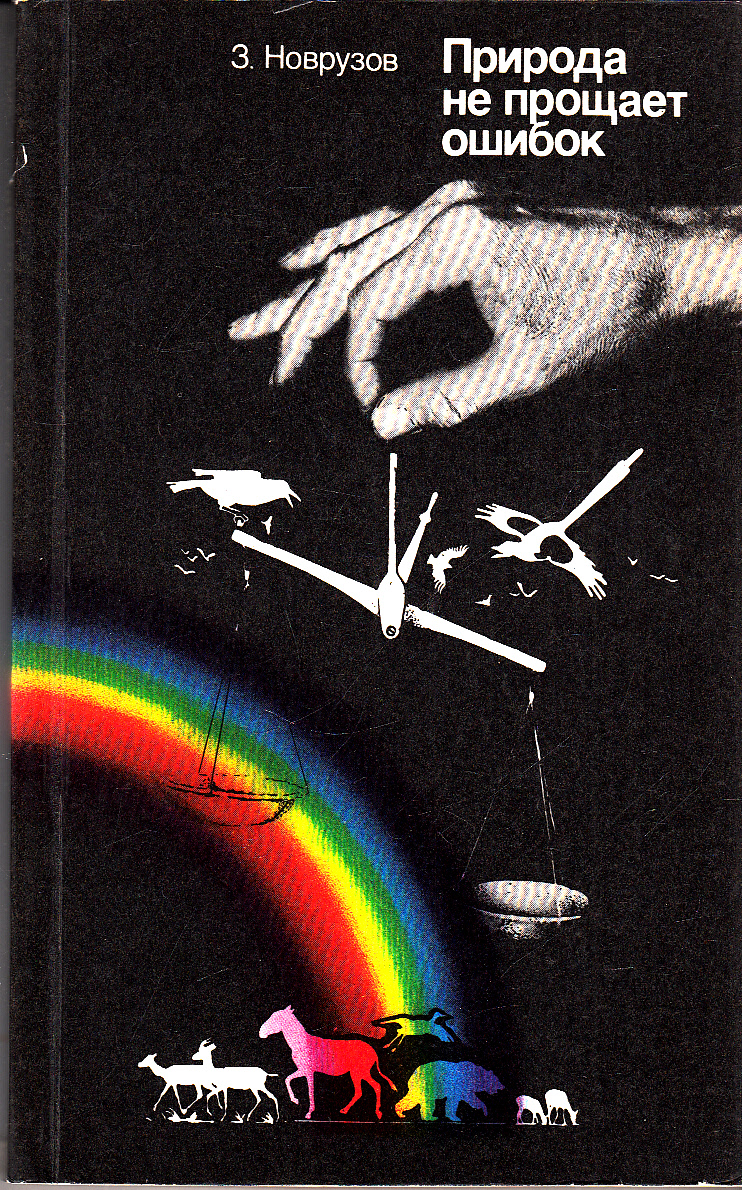 З. Новрузов
Природа
не прощает
ошибок